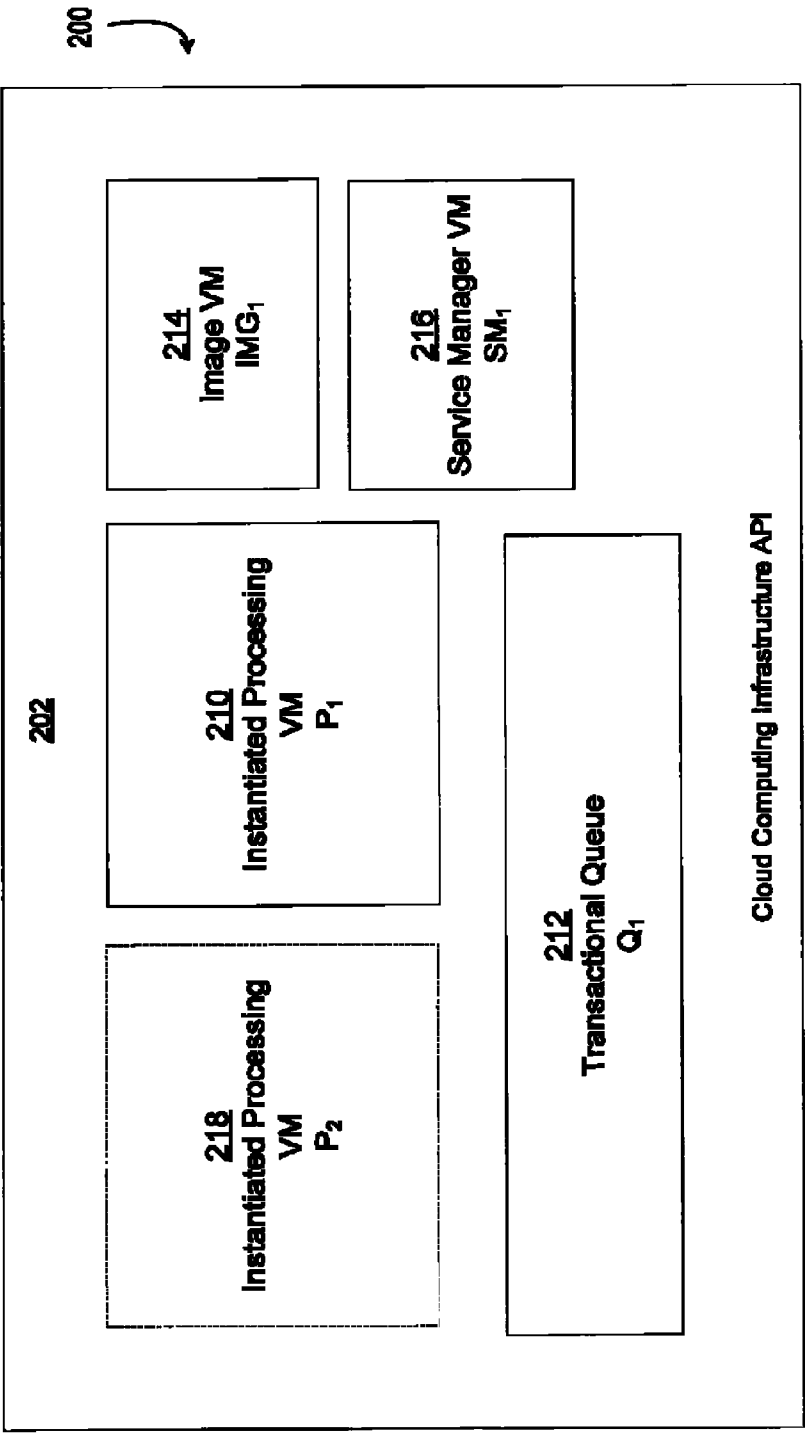 200
202
218
Instantiated Processing
VM
P₂
210
Instantiated Processing
VM
P₁
214
Image VM
IMG₁
216
Service Manager VM
SM₁
212
Transactional Queue
Q₁
Cloud Computing Infrastructure API